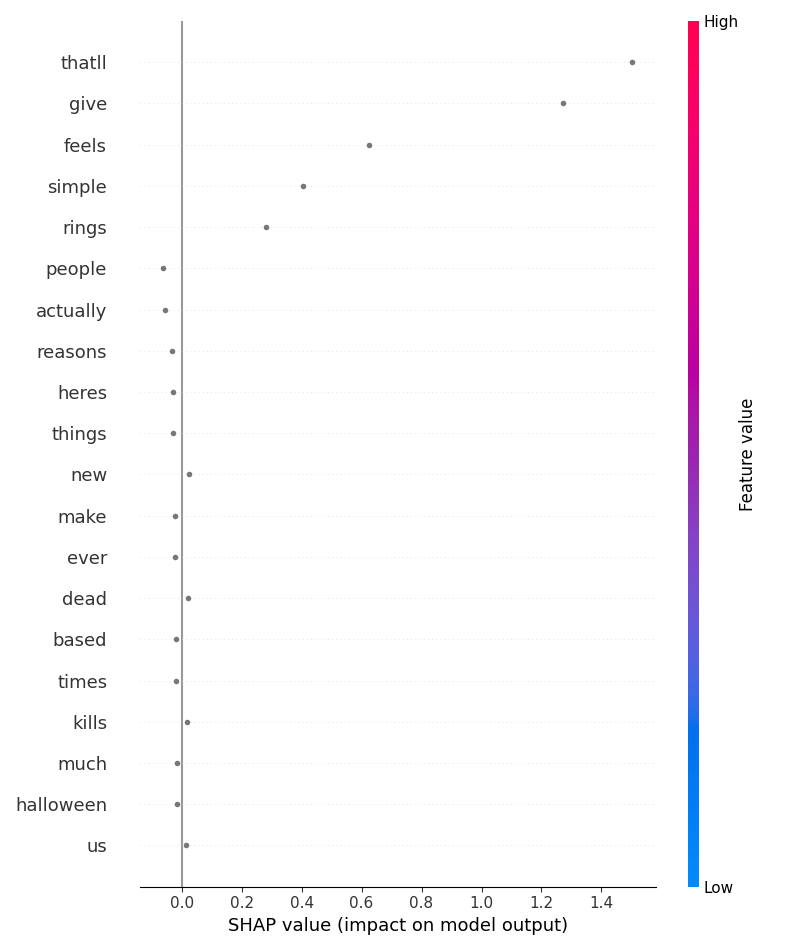 High
thatll
give
feels
simple
rings
people
actually
reasons
heres
things
new
make
ever
dead
based
times
kills
much
halloween
us
Feature value
Low
0.0 0.2 0.4 0.6 0.8 1.0 1.2 1.4
SHAP value (impact on model output)